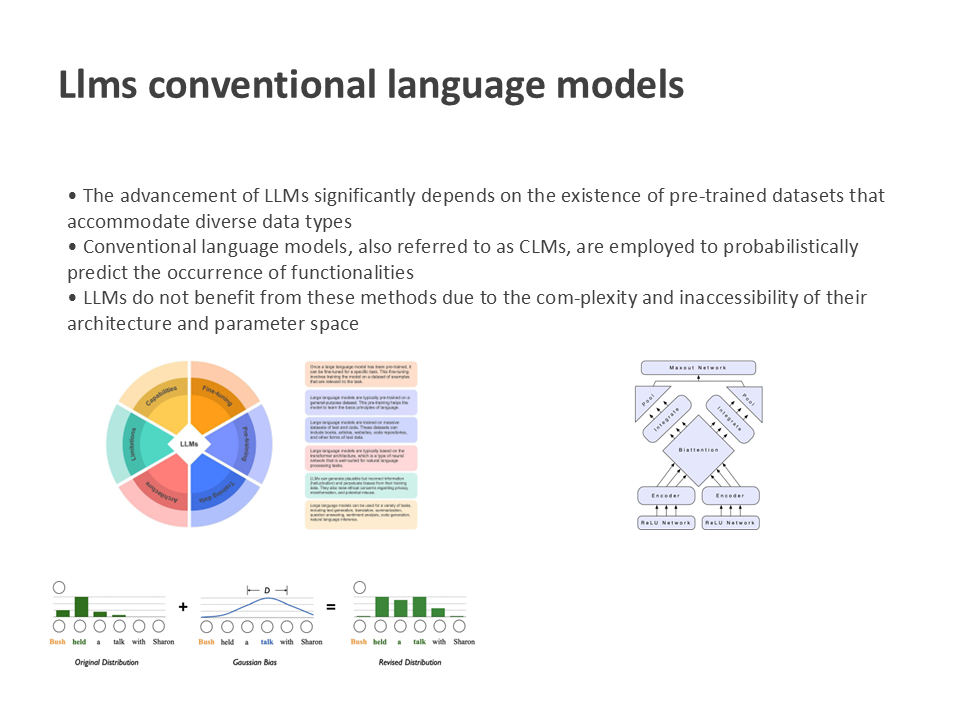 Llms conventional language models
• The advancement of LLMs significantly depends on the existence of pre-trained datasets that
accommodate diverse data types
• Conventional language models, also referred to as CLMs, are employed to probabilistically
predict the occurrence of functionalities
• LLMs do not benefit from these methods due to the com-plexity and inaccessibility of their
architecture and parameter space
Capabilities
Fine-tuning
Limitations
LLMs
Pre-training
Architecture
Training data
Once a large language model has been pre-trained, it
can be fine-tuned for a specific task. This fine-tuning
involves training the model on a dataset of examples
that are relevant to the task.
Large language models are typically pre-trained on a
general-purpose dataset. This pre-training helps the
model to learn the basic principles of language.
Large language models are trained on massive
datasets of text and code. These datasets can
include books, articles, websites, code repositories,
and other forms of text data.
Large language models are typically based on the
transformer architecture, which is a type of neural
network that is well-suited for natural language
processing tasks.
LLMs can generate plausible but incorrect information
(hallucination) and perpetuate biases from their training
data. They also raise ethical concerns regarding privacy,
misinformation, and potential misuse.
Large language models can be used for a variety of tasks,
including text generation, translation, summarization,
question answering, sentiment analysis, code generation,
natural language inference.
Maxout Network
Pool
Pool
Integrate
Integrate
Biattention
Encoder
Encoder
ReLU Network
ReLU Network
D
+
=
Bush held a talk with Sharon
Bush held a talk with Sharon
Bush held a talk with Sharon
Original Distribution
Gaussian Bias
Revised Distribution